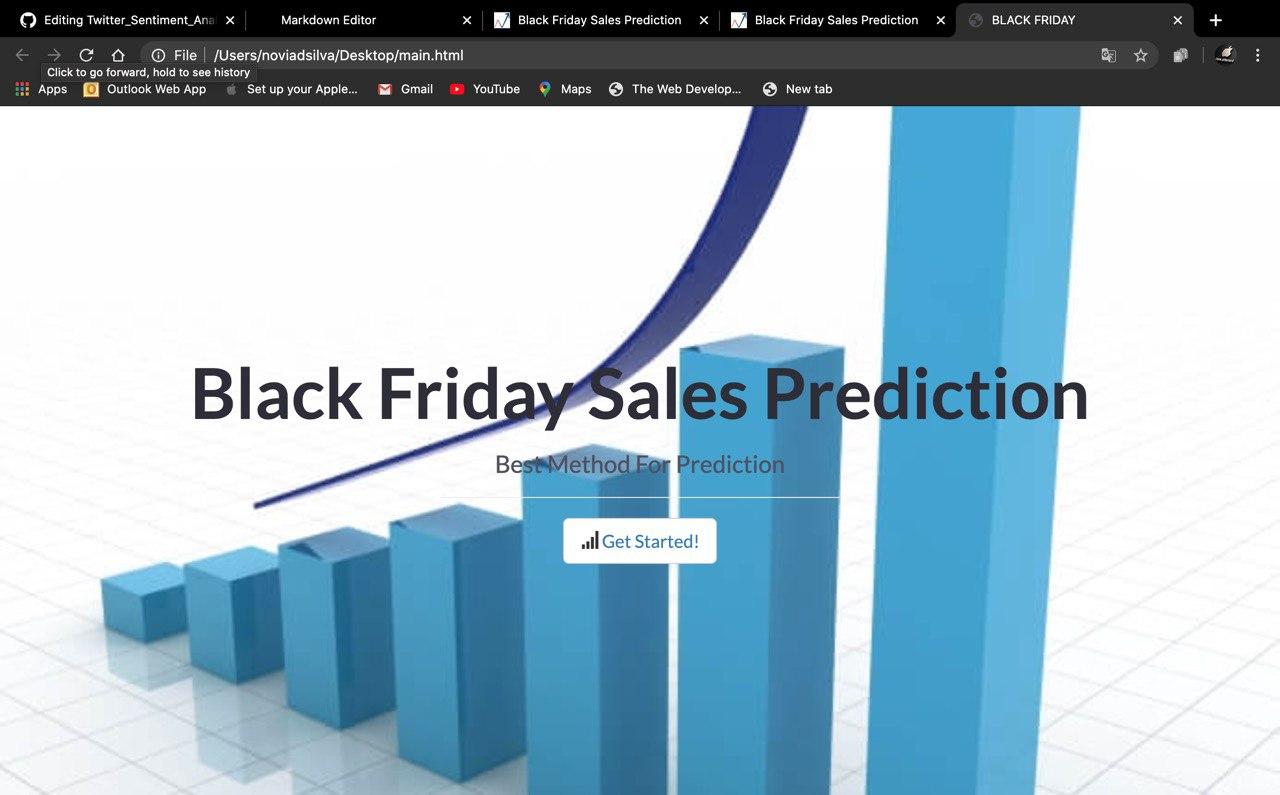 Editing Twitter_Sentiment_Ana
Markdown Editor
Black Friday Sales Prediction
Black Friday Sales Prediction
BLACK FRIDAY
File
/Users/noviadsilva/Desktop/main.html
Click to go forward, hold to see history
Apps
Outlook Web App
Set up your Apple...
Gmail
YouTube
Maps
The Web Develop...
New tab
Black Friday Sales Prediction
Best Method For Prediction
Get Started!